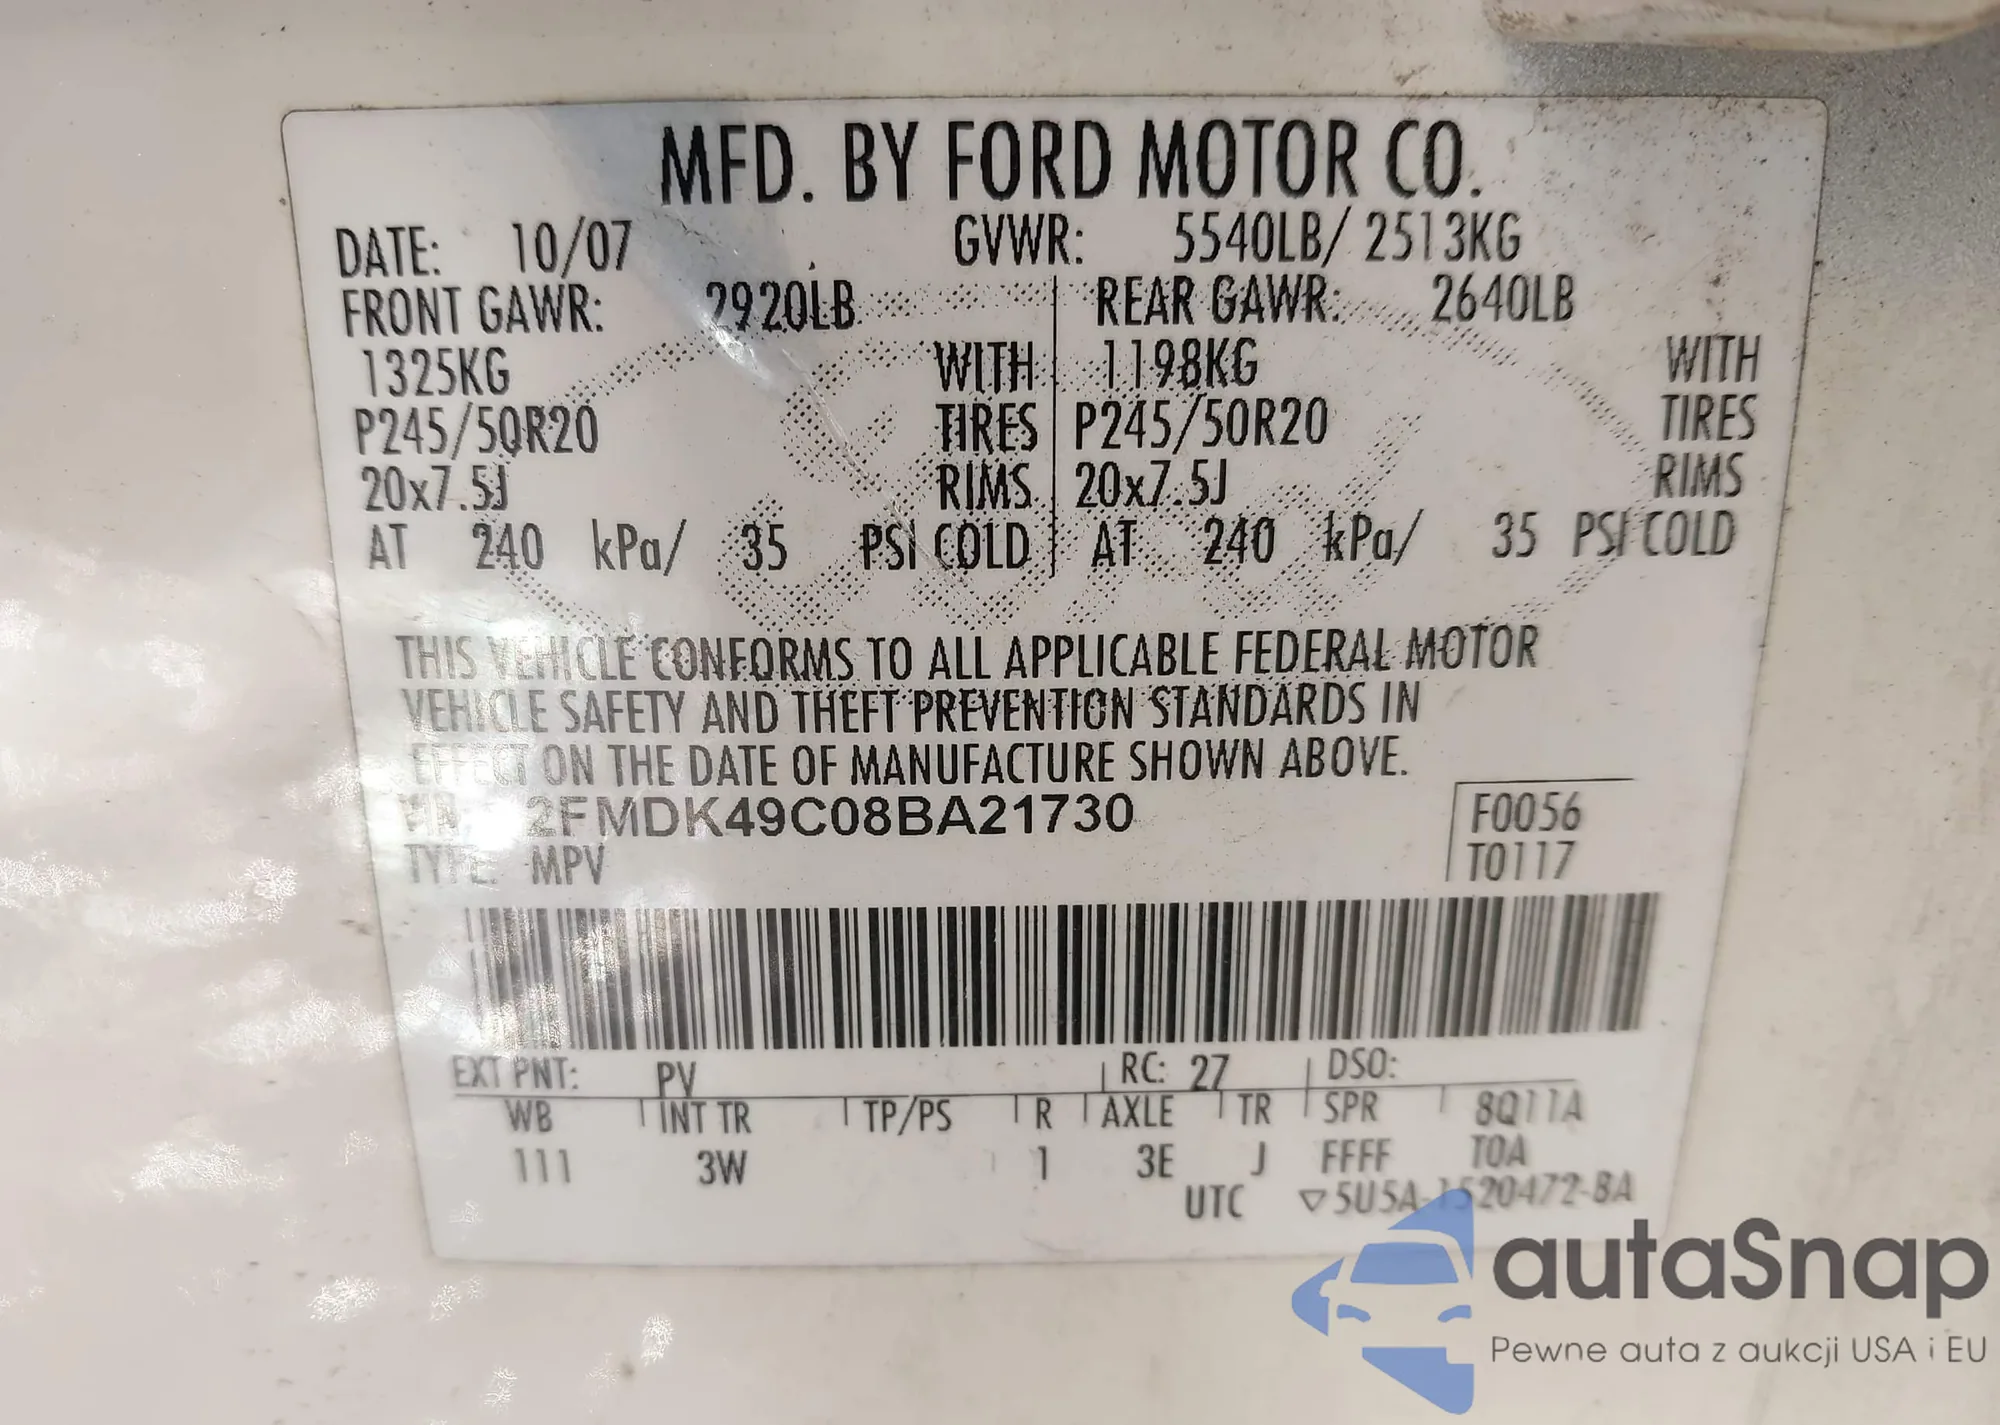 MFD. BY FORD MOTOR CO.
DATE: 10/07 GVWR: 5540LB/ 2513KG
FRONT GAWR: 2920LB REAR GAWR: 2640LB
1325KG WITH 1198KG WITH
P245/50R20 TIRES P245/50R20 TIRES
20x7.5J RIMS 20x7.5J RIMS
AT 240 kPa/ 35 PSI COLD AT 240 kPa/ 35 PSI COLD
THIS VEHICLE CONFORMS TO ALL APPLICABLE FEDERAL MOTOR
VEHICLE SAFETY AND THEFT PREVENTION STANDARDS IN
EFFECT ON THE DATE OF MANUFACTURE SHOWN ABOVE.
VIN: 2FMDK49C08BA21730 F0056
TYPE: MPV T0117
EXT PNT: PV RC: 27 DSO:
WB INT TR TP/PS R AXLE TR SPR 8Q11A
111 3W 1 3E J FFFF TOA
UTC ▽5U5A-1520472-BA
autaSnap
Pewne auta z aukcji USA i EU